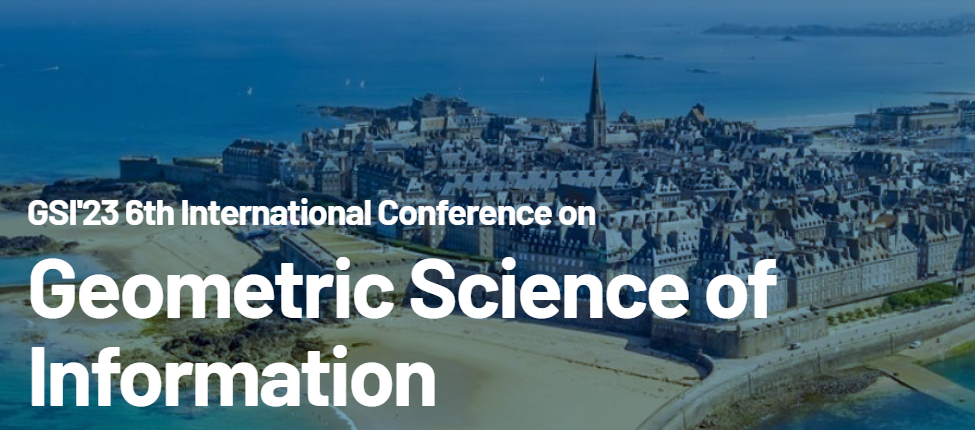 GSI'23 6th International Conference on
Geometric Science of
Information